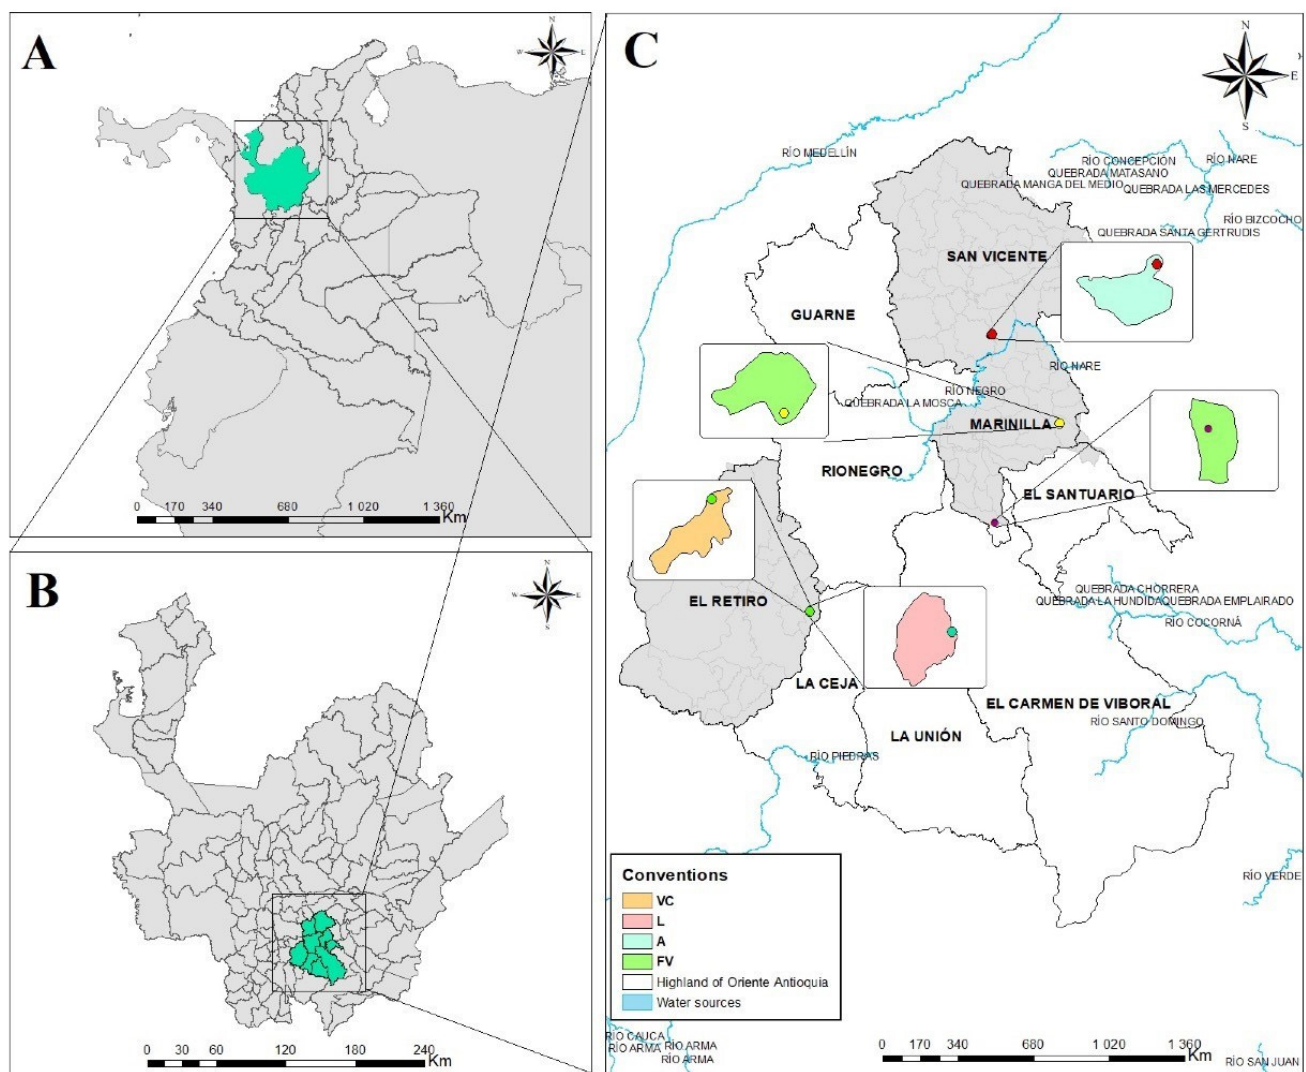 A
N
W
E
S
0 170 340 680 1 020 1 360
Km
B
N
W
E
S
0 30 60 120 180 240
Km
C
N
E
S
RÍO MEDELLÍN
RÍO CONCEPCIÓN
RÍO NARE
QUEBRADA MATASANO
QUEBRADA MANGA DEL MEDIO
QUEBRADA LAS MERCEDES
RÍO BIZCOCHO
QUEBRADA SANTA GERTRUDIS
SAN VICENTE
GUARNE
RÍO NARE
RÍO NEGRO
QUEBRADA LA MOSCA
MARINILLA
RIONEGRO
EL SANTUARIO
QUEBRADA CHORRERA
EL RETIRO
QUEBRADA LA HUNDIDA
QUEBRADA EMPLAIRADO
RÍO COCORNÁ
LA CEJA
EL CARMEN DE VIBORAL
RÍO SANTO DOMINGO
LA UNIÓN
RÍO PIEDRAS
RÍO VERDE
Conventions
VC
L
A
FV
Highland of Oriente Antioquia
Water sources
RÍO CAUCA
RÍO ARMA
RÍO ARMA
RÍO ARMA
0 170 340 680 1 020 1 360
Km
RÍO SAN JUAN